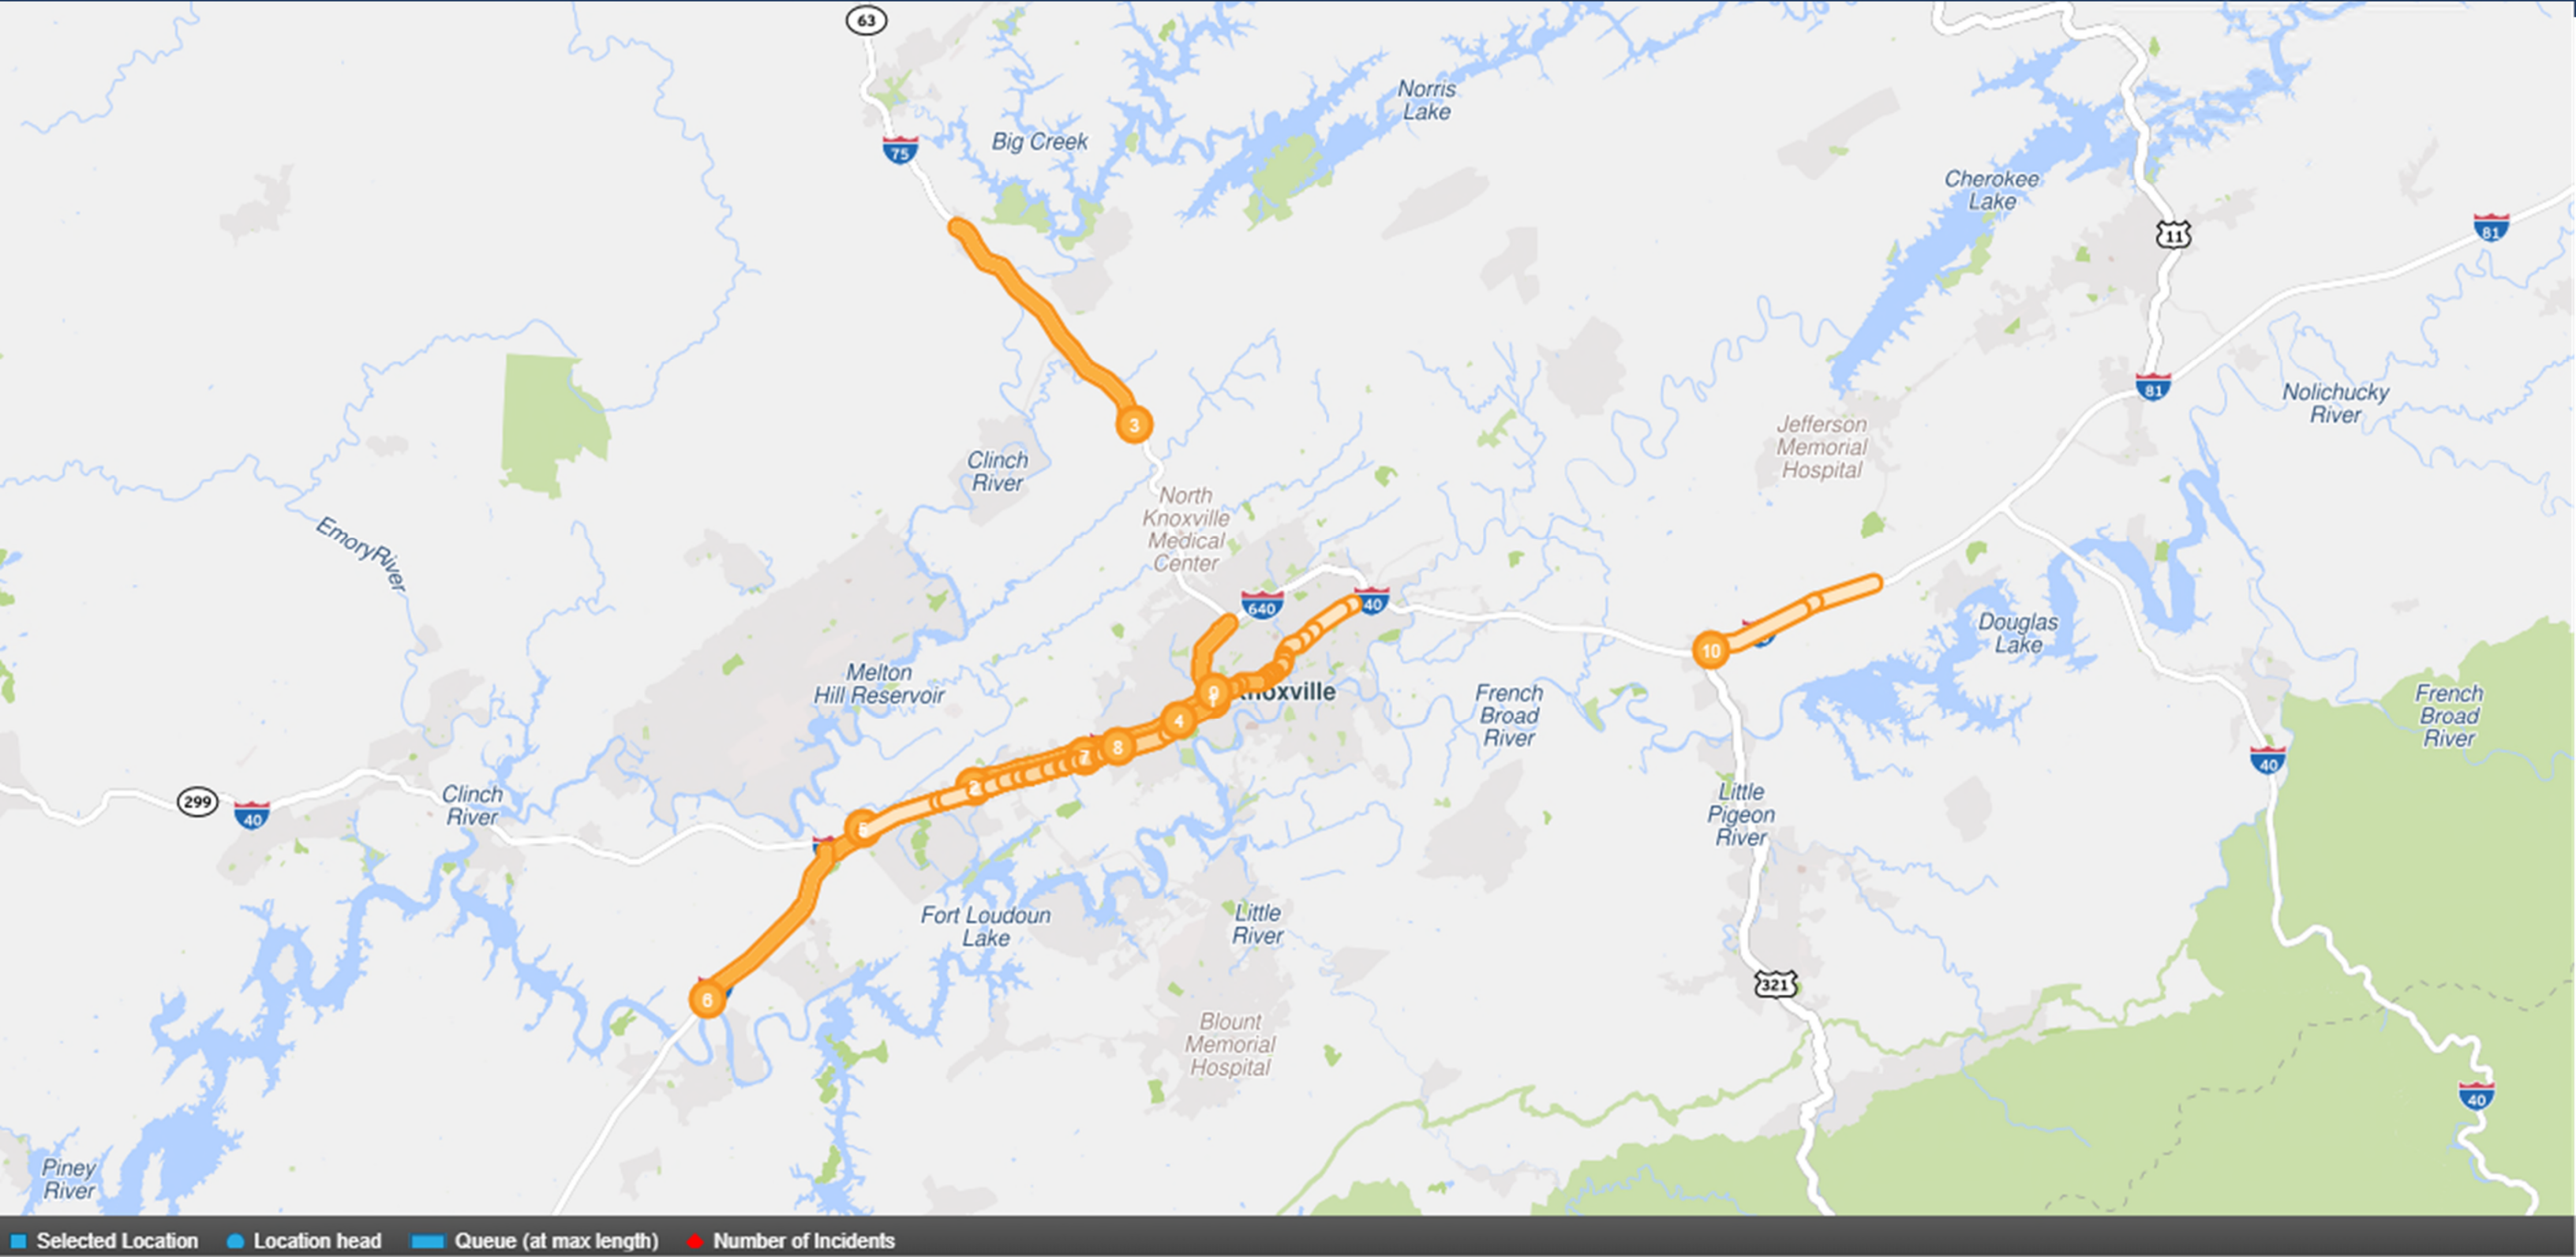 63
Norris
Lake
75
Big Creek
Cherokee
Lake
11
81
81
Nolichucky
River
3
Jefferson
Memorial
Hospital
Clinch
River
North
Knoxville
Medical
Center
EmoryRiver
640
40
Douglas
Lake
10
Melton
Hill Reservoir
9
noxville
French
Broad
River
French
Broad
River
4
8
7
2
40
299
40
Clinch
River
Little
Pigeon
River
5
Fort Loudoun
Lake
Little
River
6
321
Blount
Memorial
Hospital
40
Piney
River
Selected Location
Location head
Queue (at max length)
Number of Incidents